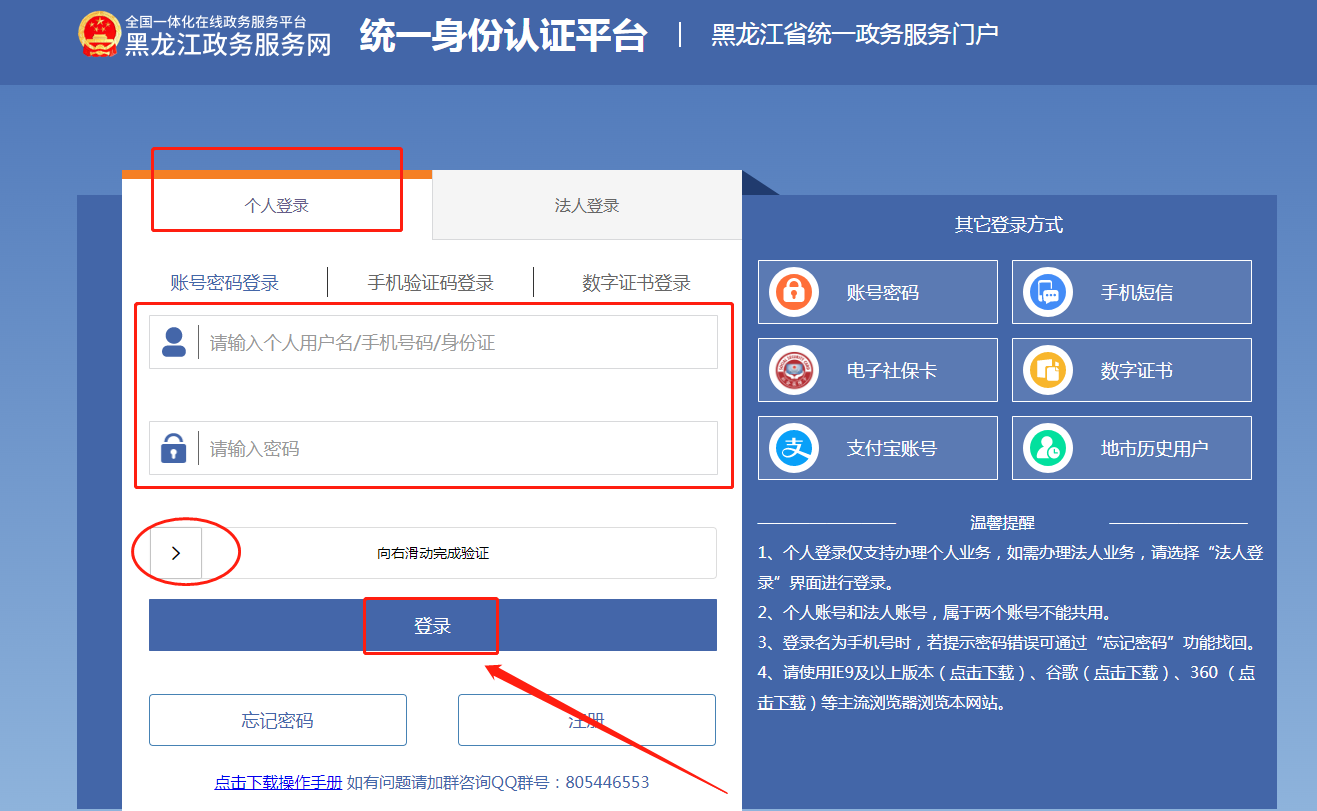 全国一体化在线政务服务平台
黑龙江政务服务网
统一身份认证平台
黑龙江省统一政务服务门户
个人登录
法人登录
账号密码登录
手机验证码登录
数字证书登录
请输入个人用户名/手机号码/身份证
请输入密码
向右滑动完成验证
登录
忘记密码
注册
点击下载操作手册 如有问题请加群咨询QQ群号：805446553
其它登录方式
账号密码
手机短信
电子社保卡
数字证书
支付宝账号
地市历史用户
温馨提醒
1、个人登录仅支持办理个人业务，如需办理法人业务，请选择“法人登
录”界面进行登录。
2、个人账号和法人账号，属于两个账号不能共用。
3、登录名为手机号时，若提示密码错误可通过“忘记密码”功能找回。
4、请使用IE9及以上版本（点击下载）、谷歌（点击下载）、360（点
击下载）等主流浏览器浏览本网站。